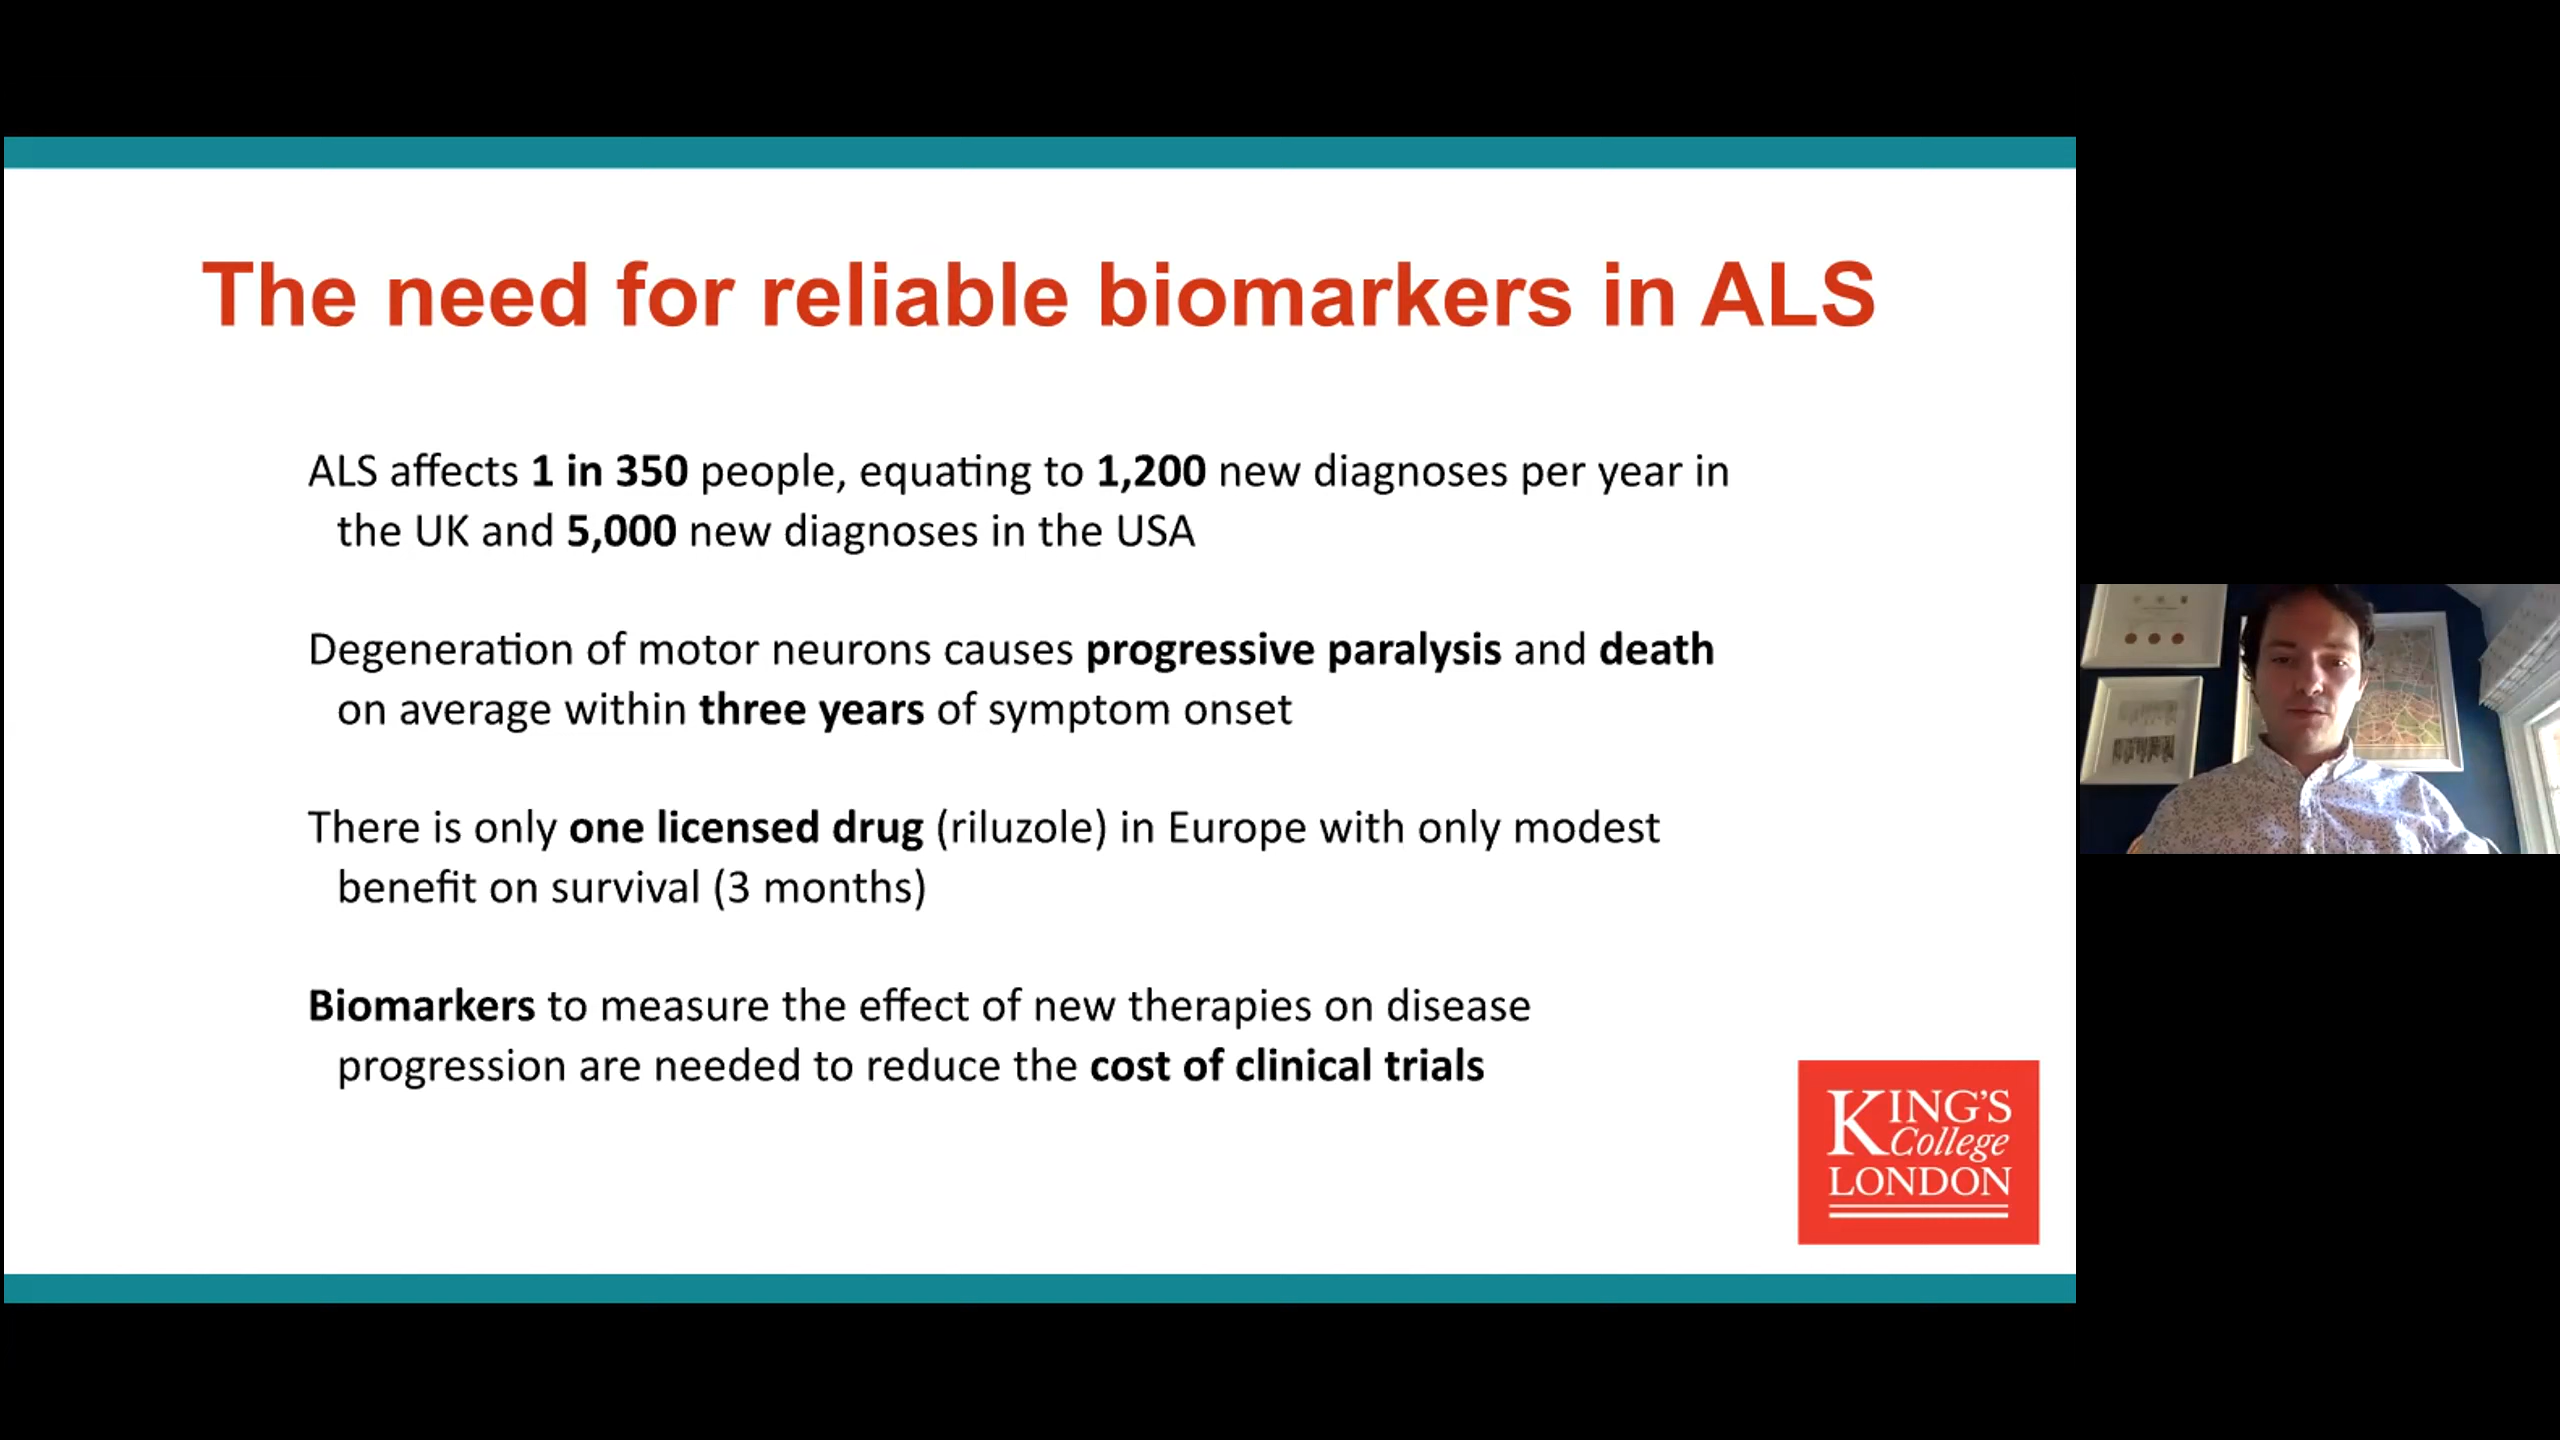 The need for reliable biomarkers in ALS
ALS affects 1 in 350 people, equating to 1,200 new diagnoses per year in
the UK and 5,000 new diagnoses in the USA
Degeneration of motor neurons causes progressive paralysis and death
on average within three years of symptom onset
There is only one licensed drug (riluzole) in Europe with only modest
benefit on survival (3 months)
Biomarkers to measure the effect of new therapies on disease
progression are needed to reduce the cost of clinical trials
KING'S
College
LONDON